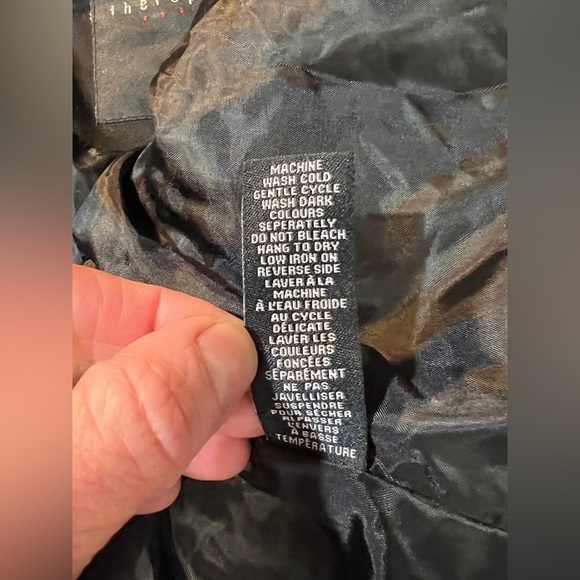 MACHINE
WASH COLD
GENTLE CYCLE
WASH DARK
COLOURS
SEPERATELY
DO NOT BLEACH
HANG TO DRY
LOW IRON ON
REVERSE SIDE
LAVER À LA
MACHINE
À L'EAU FROIDE
AU CYCLE
DÉLICATE
LAVER LES
COULEURS
FONCÉES
SÉPARÉMENT
NE PAS
JAVELLISER
SUSPENDRE
POUR SÉCHER
L'ENVERS
À BASSE
TEMPÉRATURE